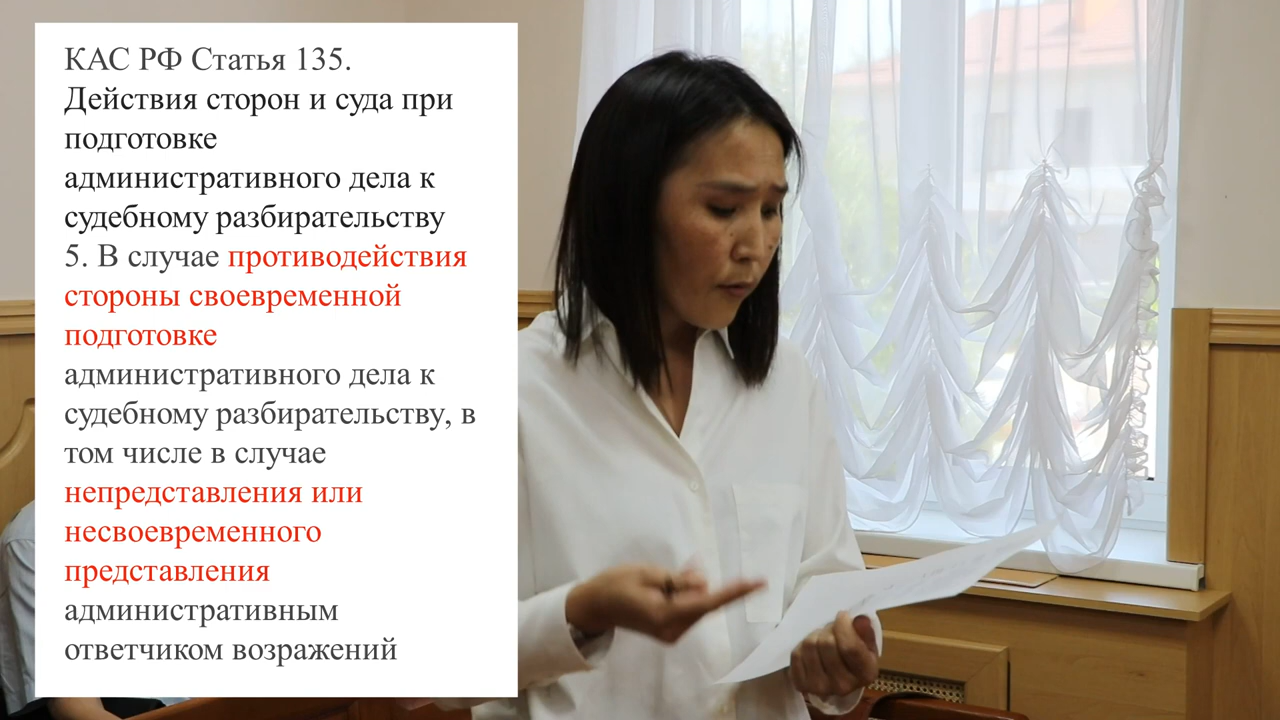 КАС РФ Статья 135.
Действия сторон и суда при
подготовке
административного дела к
судебному разбирательству
5. В случае противодействия
стороны своевременной
подготовке
административного дела к
судебному разбирательству, в
том числе в случае
непредставления или
несвоевременного
представления
административным
ответчиком возражений